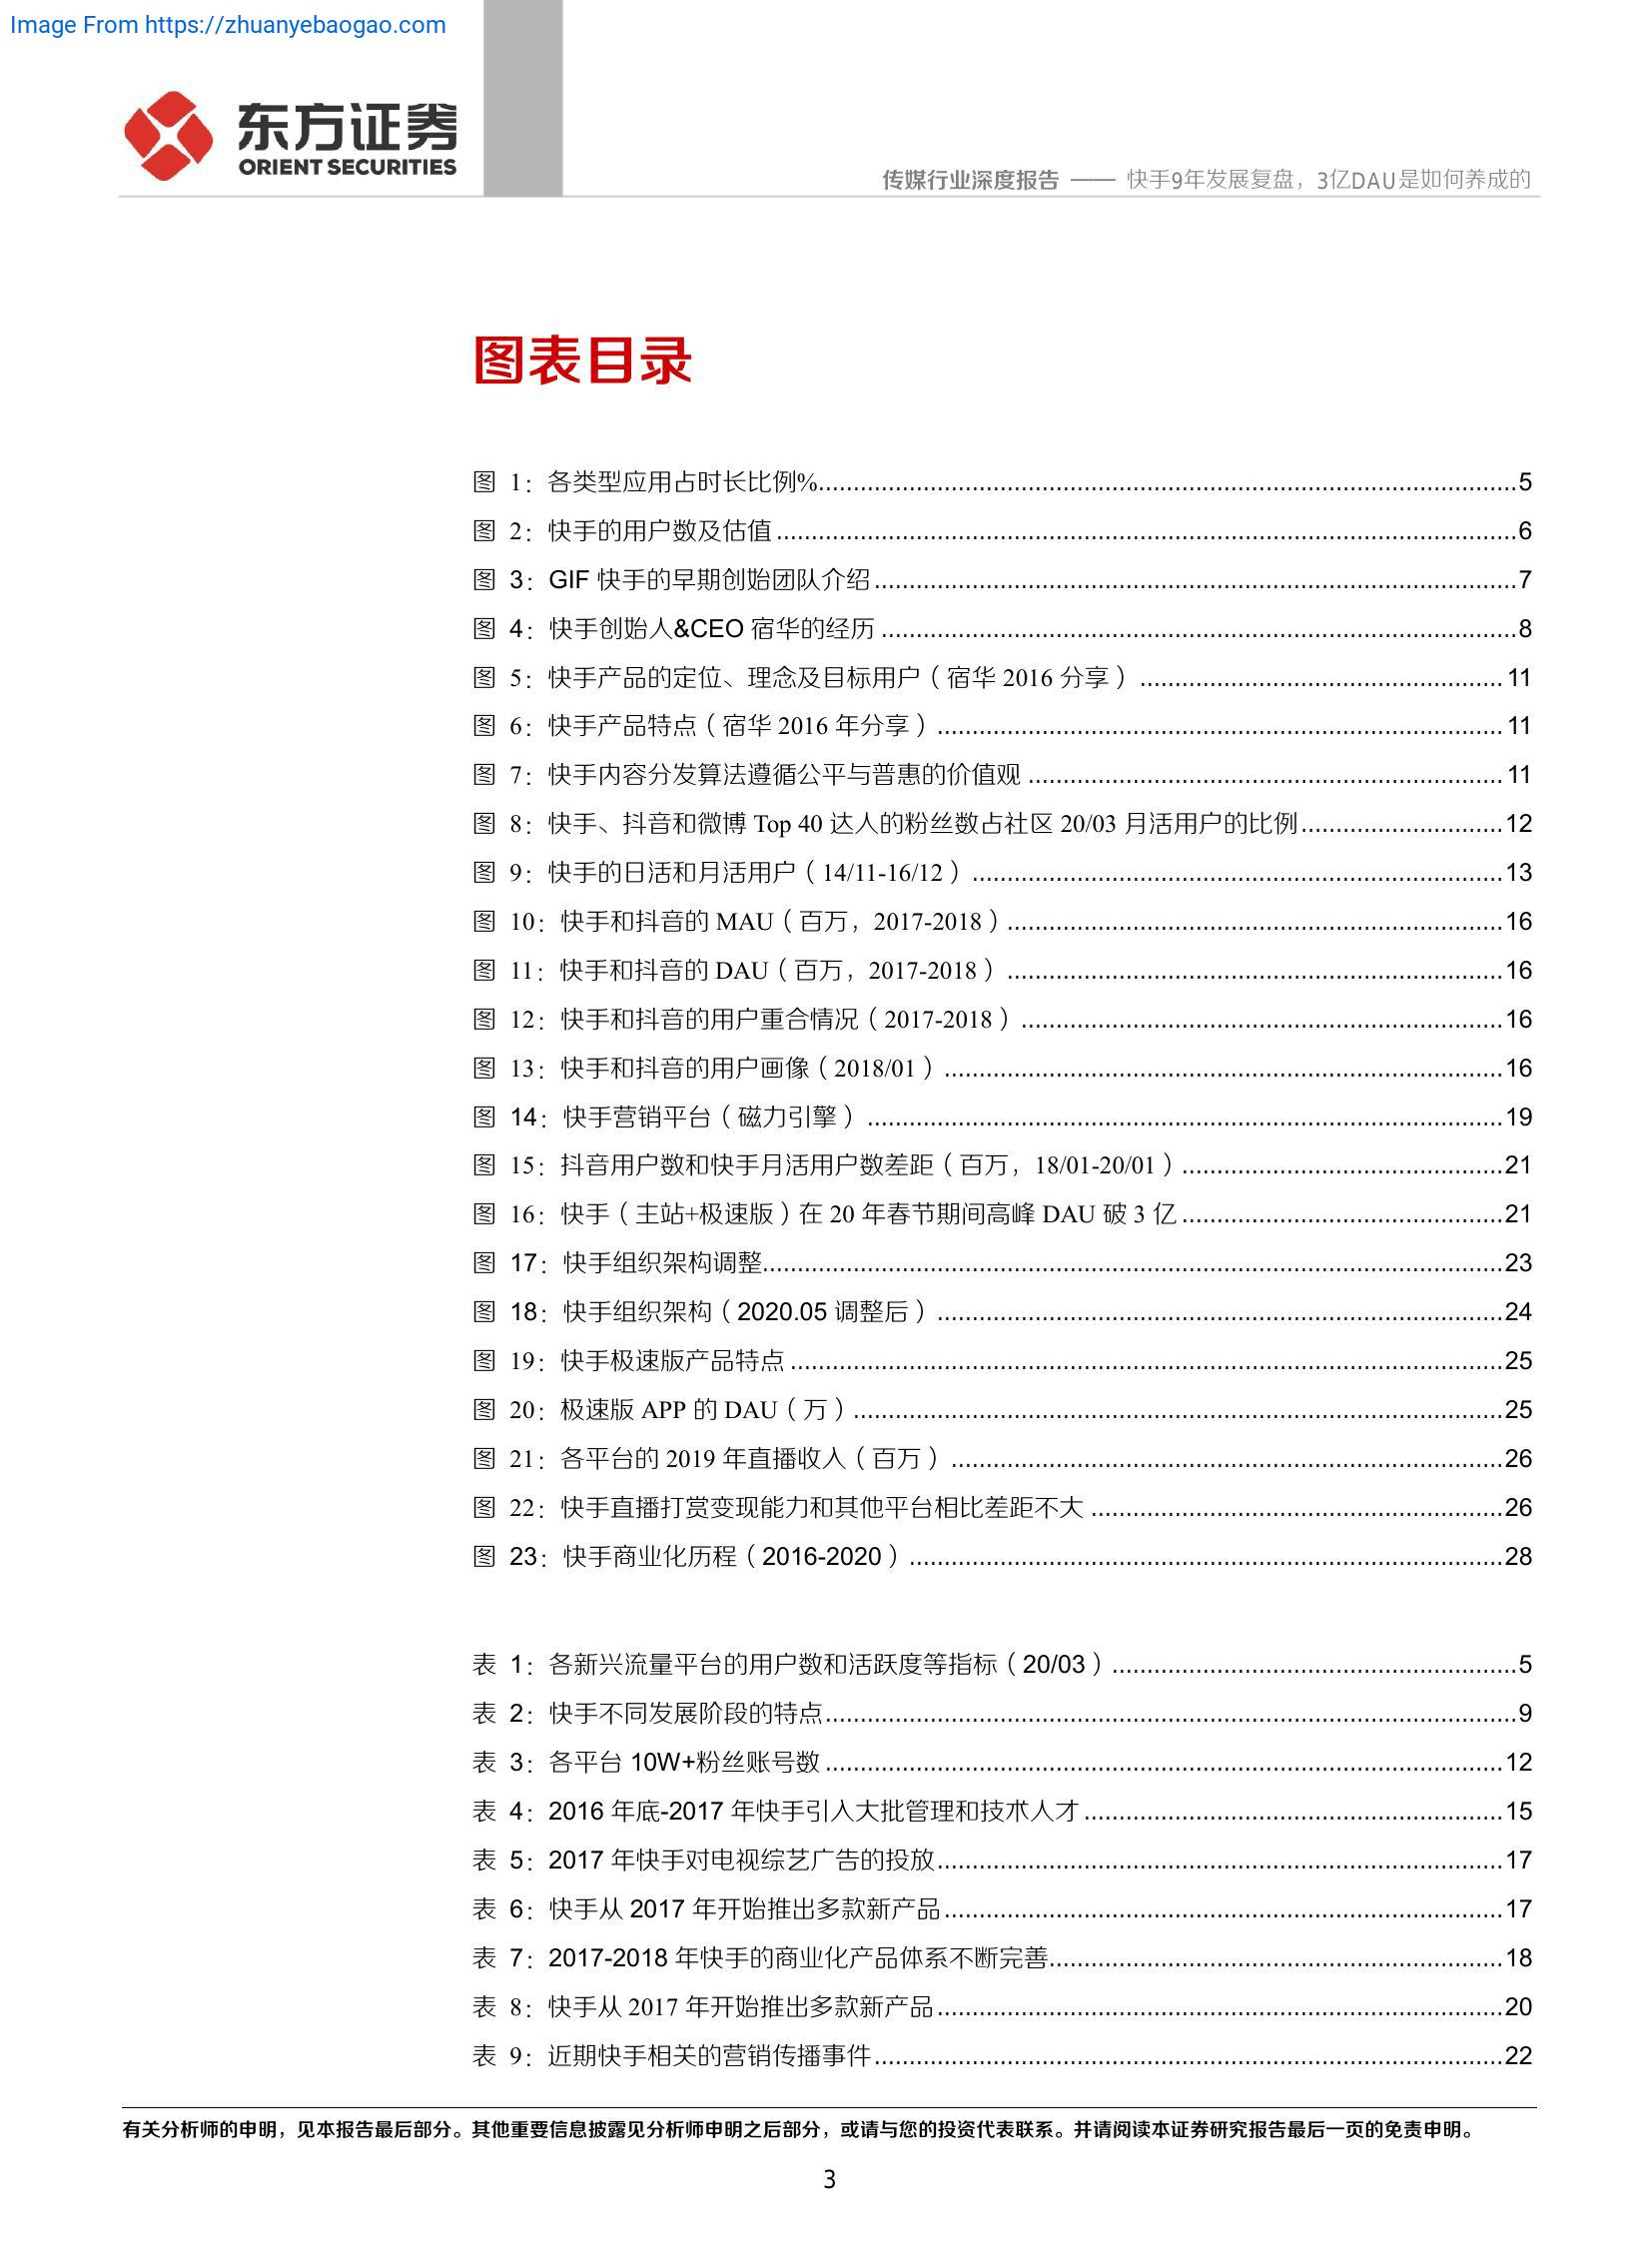 Image From https://zhuanyebaogao.com
东方证券
ORIENT SECURITIES
传媒行业深度报告 —— 快手9年发展复盘，3亿DAU是如何养成的
图表目录
图 1：各类型应用占时长比例%....................5
图 2：快手的用户数及估值....................6
图 3：GIF 快手的早期创始团队介绍....................7
图 4：快手创始人&CEO 宿华的经历....................8
图 5：快手产品的定位、理念及目标用户（宿华 2016 分享）....................11
图 6：快手产品特点（宿华 2016 年分享）....................11
图 7：快手内容分发算法遵循公平与普惠的价值观....................11
图 8：快手、抖音和微博 Top 40 达人的粉丝数占社区 20/03 月活用户的比例....................12
图 9：快手的日活和月活用户（14/11-16/12）....................13
图 10：快手和抖音的 MAU（百万，2017-2018）....................16
图 11：快手和抖音的 DAU（百万，2017-2018）....................16
图 12：快手和抖音的用户重合情况（2017-2018）....................16
图 13：快手和抖音的用户画像（2018/01）....................16
图 14：快手营销平台（磁力引擎）....................19
图 15：抖音用户数和快手月活用户数差距（百万，18/01-20/01）....................21
图 16：快手（主站+极速版）在 20 年春节期间高峰 DAU 破 3 亿....................21
图 17：快手组织架构调整....................23
图 18：快手组织架构（2020.05 调整后）....................24
图 19：快手极速版产品特点....................25
图 20：极速版 APP 的 DAU（万）....................25
图 21：各平台的 2019 年直播收入（百万）....................26
图 22：快手直播打赏变现能力和其他平台相比差距不大....................26
图 23：快手商业化历程（2016-2020）....................28
表 1：各新兴流量平台的用户数和活跃度等指标（20/03）....................5
表 2：快手不同发展阶段的特点....................9
表 3：各平台 10W+粉丝账号数....................12
表 4：2016 年底-2017 年快手引入大批管理和技术人才....................15
表 5：2017 年快手对电视综艺广告的投放....................17
表 6：快手从 2017 年开始推出多款新产品....................17
表 7：2017-2018 年快手的商业化产品体系不断完善....................18
表 8：快手从 2017 年开始推出多款新产品....................20
表 9：近期快手相关的营销传播事件....................22
有关分析师的申明，见本报告最后部分。其他重要信息披露见分析师申明之后部分，或请与您的投资代表联系。并请阅读本证券研究报告最后一页的免责申明。
3